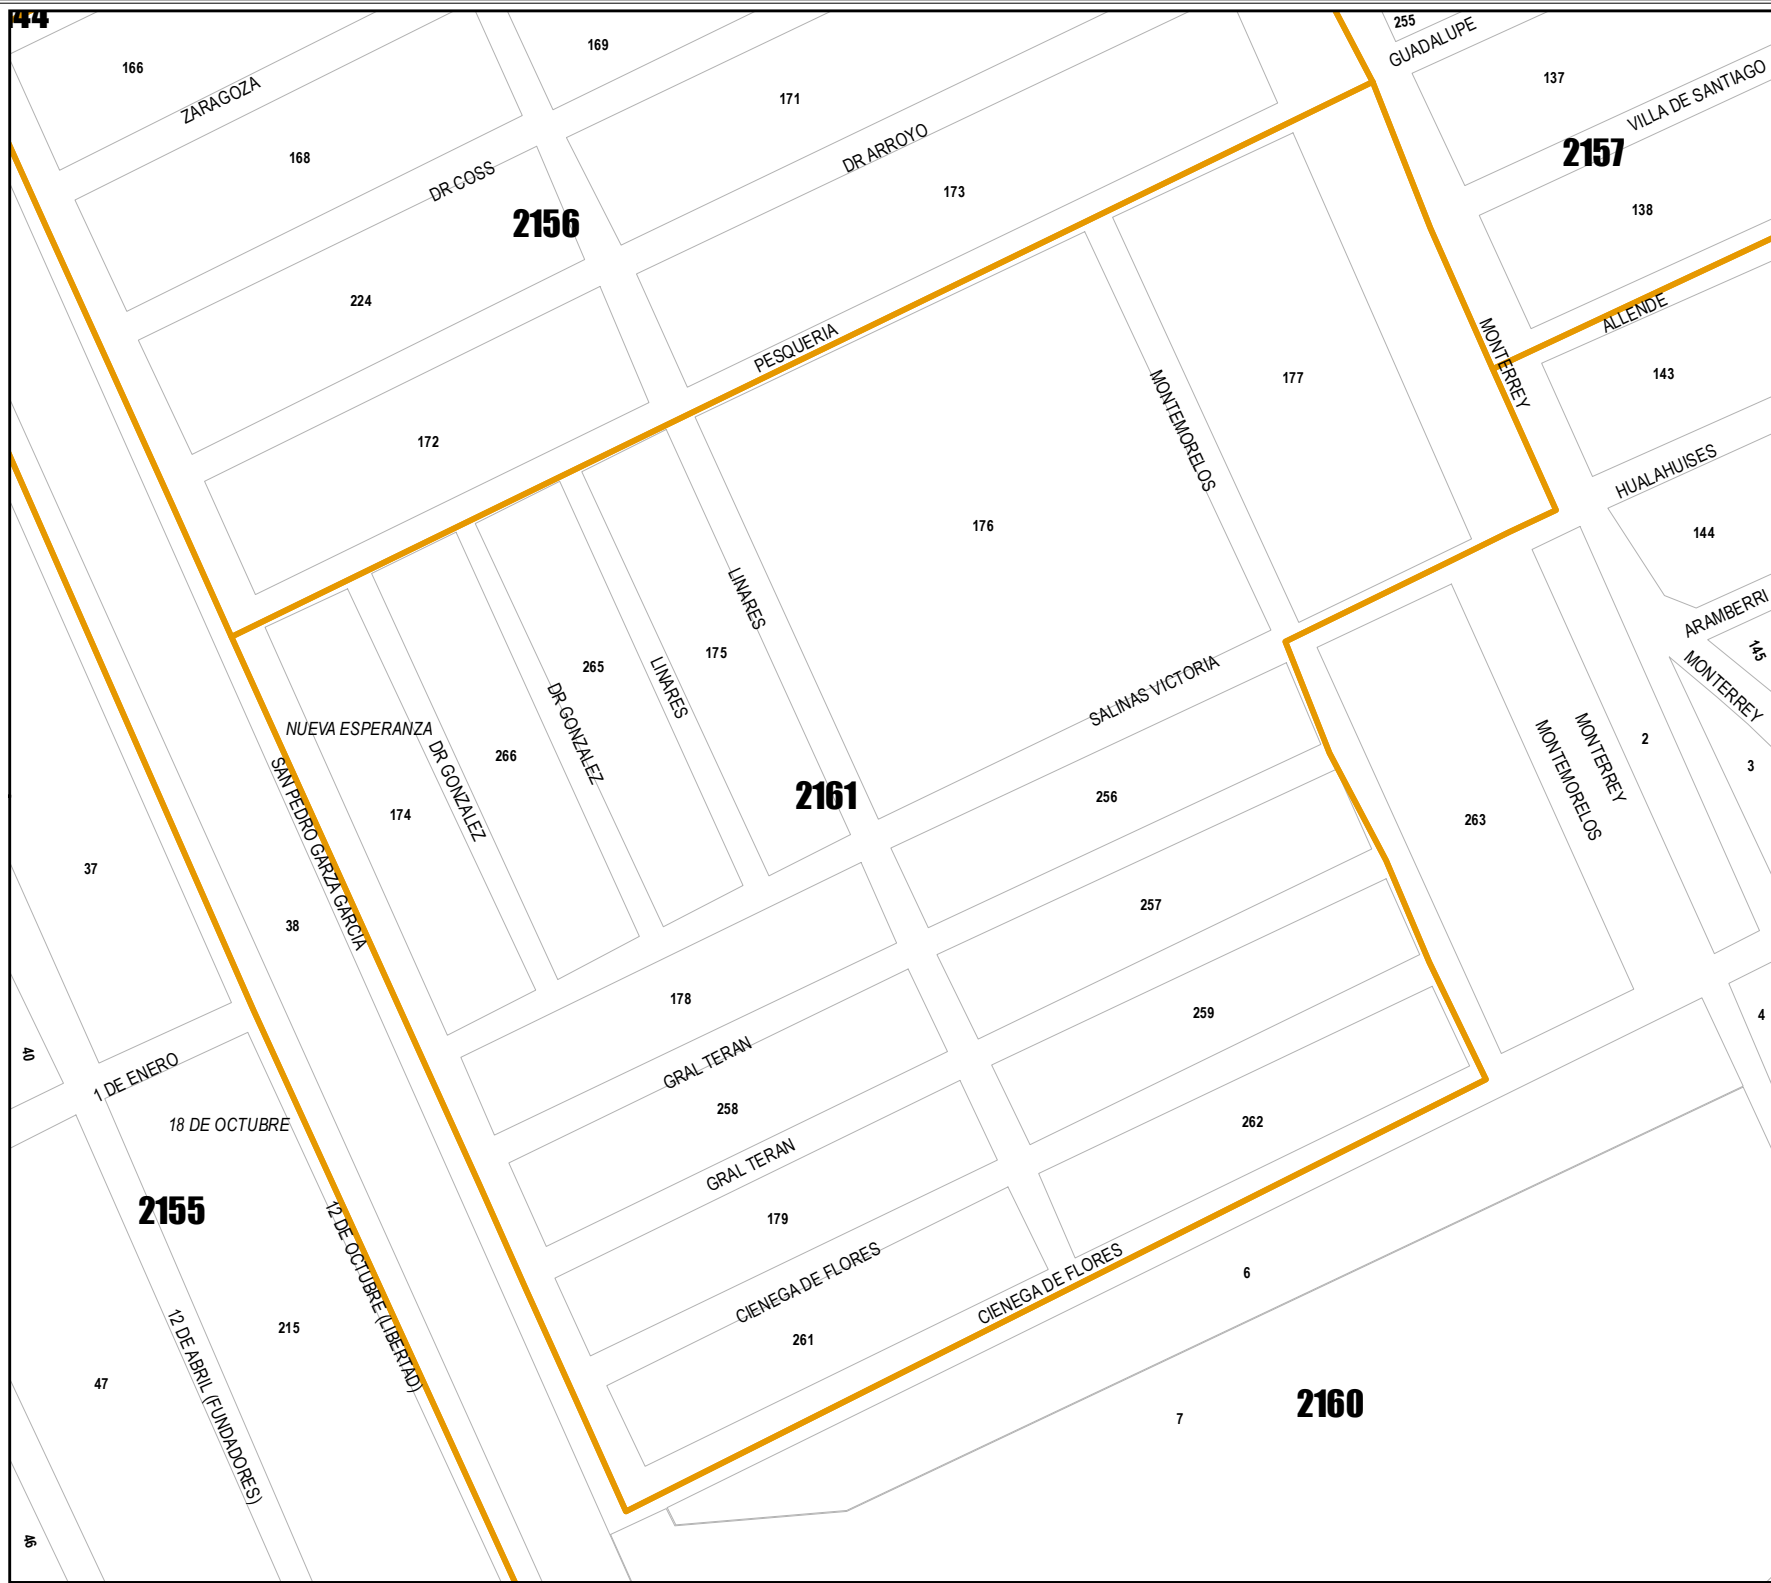 44
255
GUADALUPE
166
169
137
ZARAGOZA
171
VILLA DE SANTIAGO
168
DR ARROYO
2157
DR COSS
173
138
2156
224
ALLENDE
PESQUERIA
MONTERREY
172
MONTEMORELOS
177
143
HUALAHUISES
176
144
LINARES
ARAMBERRI
265
LINARES
175
145
MONTERREY
SALINAS VICTORIA
NUEVA ESPERANZA
DR GONZALEZ
266
DR GONZALEZ
MONTEMORELOS
MONTERREY
2
3
SAN PEDRO GARZA GARCIA
174
2161
256
263
37
38
257
178
259
4
40
1 DE ENERO
GRAL TERAN
258
262
18 DE OCTUBRE
GRAL TERAN
2155
179
12 DE OCTUBRE (LIBERTAD)
CIENEGA DE FLORES
CIENEGA DE FLORES
6
215
261
12 DE ABRIL (FUNDADORES)
47
2160
7
46